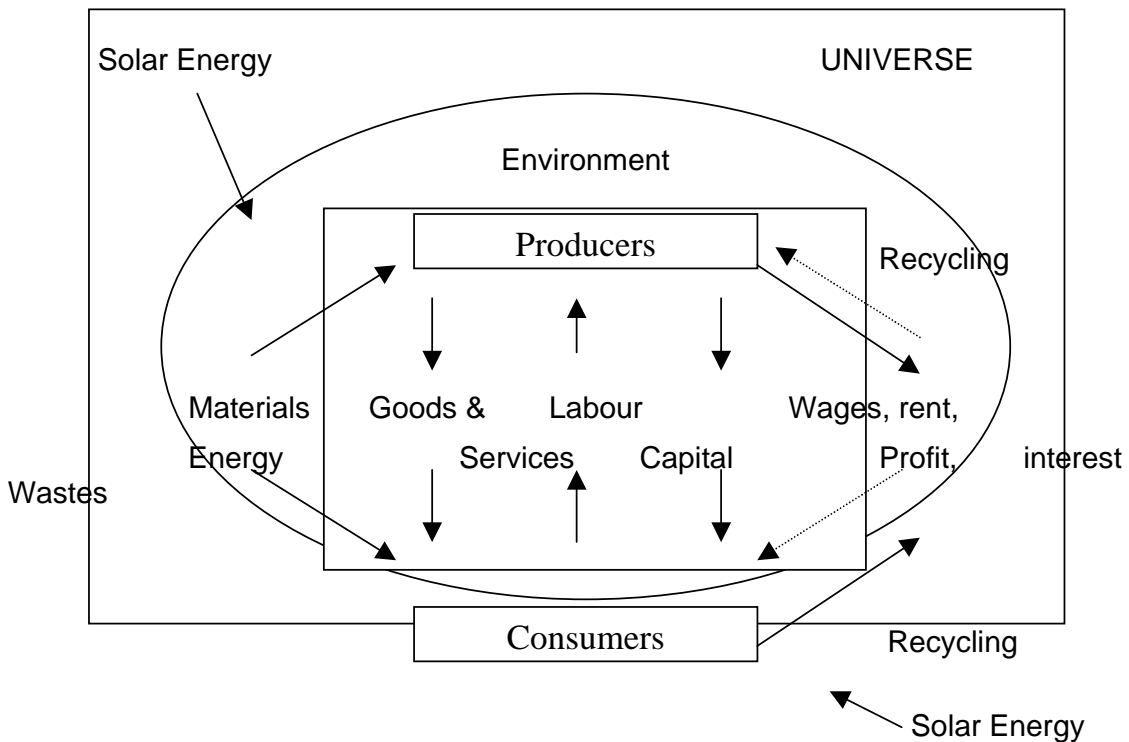 Solar Energy UNIVERSE
Environment
Producers
Recycling
Materials Goods & Labour Wages, rent,
Energy Services Capital Profit, interest
Wastes
Consumers
Recycling
Solar Energy